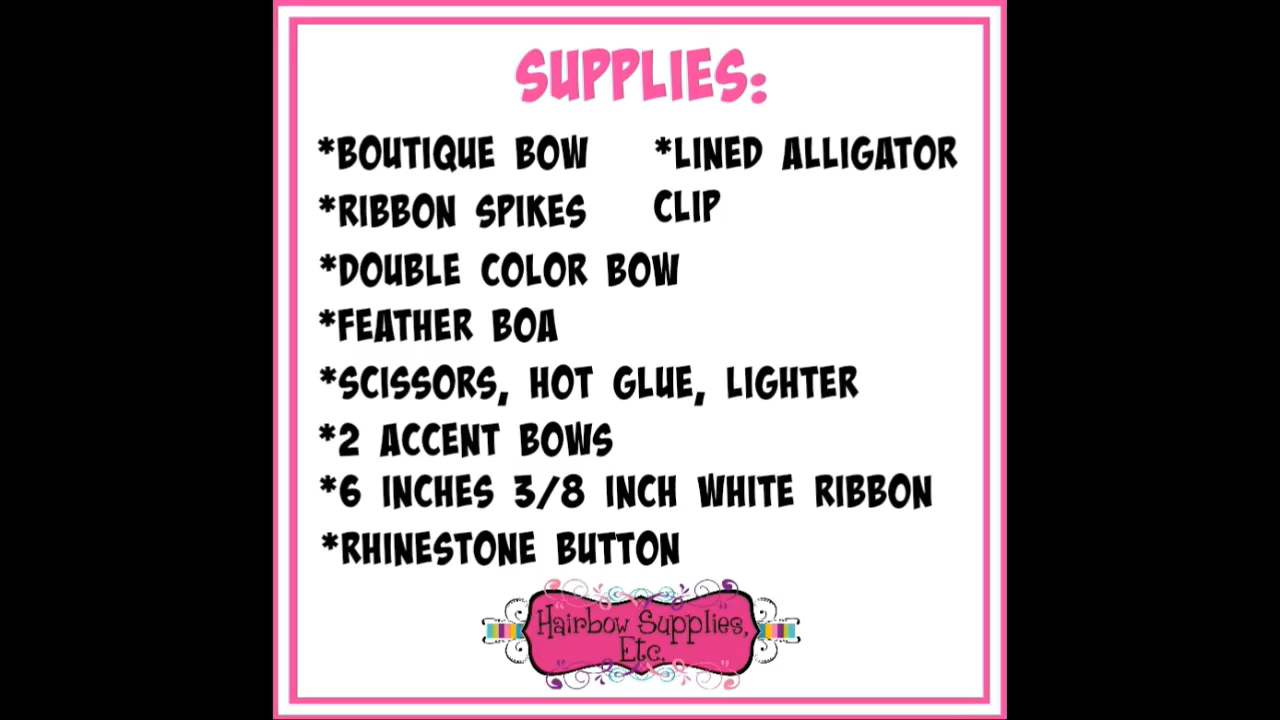 SUPPLIES:
*BOUTIQUE BOW
*RIBBON SPIKES
*LINED ALLIGATOR
CLIP
*DOUBLE COLOR BOW
*FEATHER BOA
*SCISSORS, HOT GLUE, LIGHTER
*2 ACCENT BOWS
*6 INCHES 3/8 INCH WHITE RIBBON
*RHINESTONE BUTTON
Hairbow Supplies,
Etc.